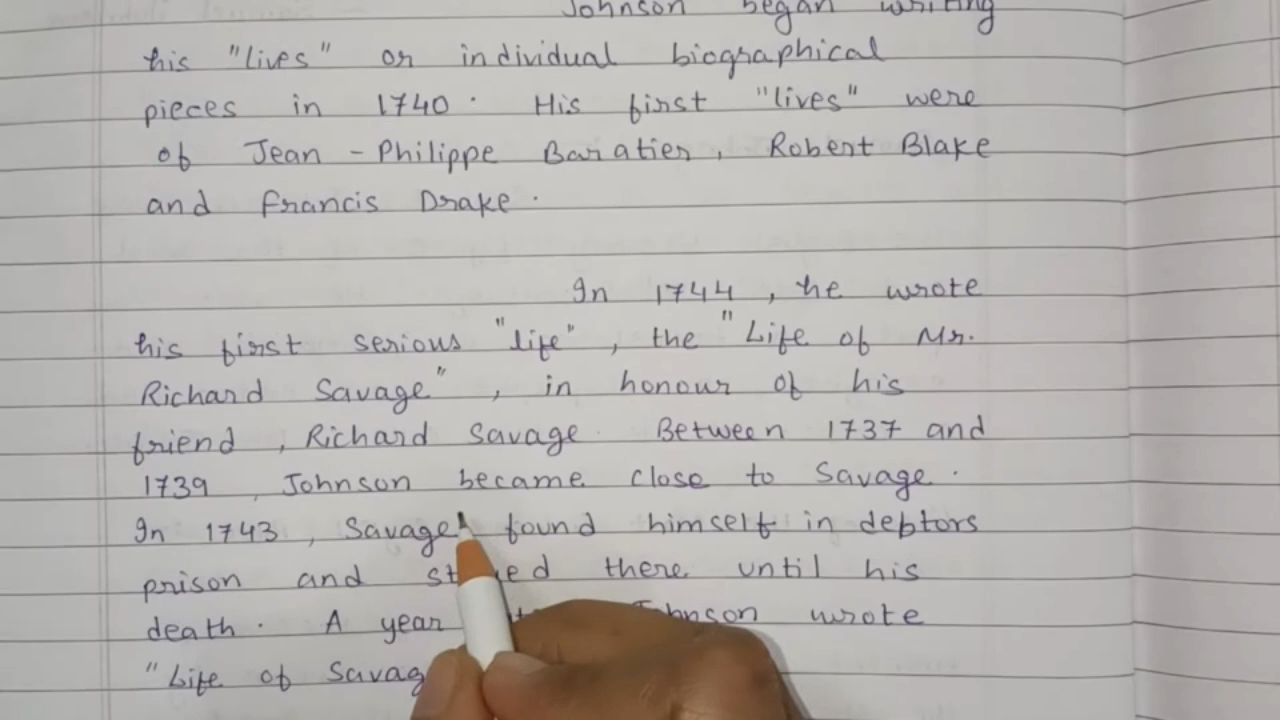 Johnson began writing
his "lives" or individual biographical
pieces in 1740. His first "lives" were
of Jean-Philippe Baratier, Robert Blake
and Francis Drake.
In 1744, he wrote
his first serious "life", the "Life of Mr.
Richard Savage", in honour of his
friend, Richard Savage. Between 1737 and
1739, Johnson became close to Savage.
In 1743, Savage found himself in debtors
prison and there until his
death. A year Johnson wrote
"Life of